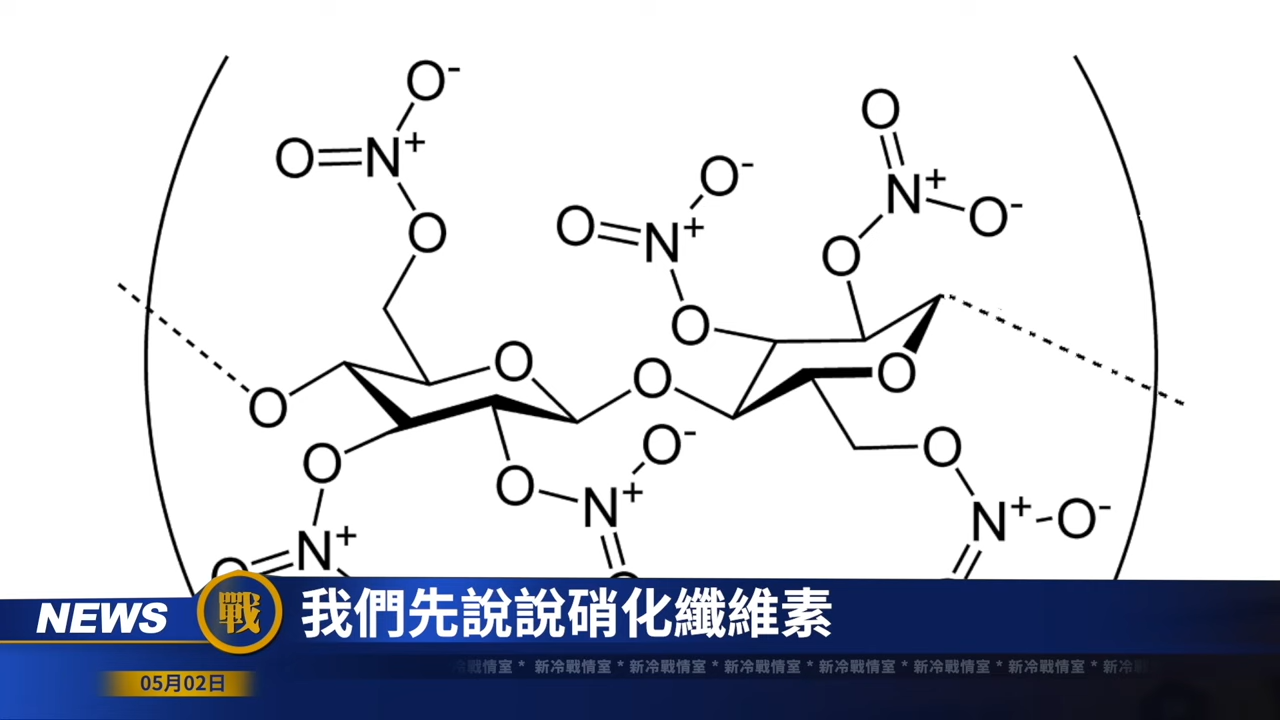 O-
O
O=N+
O-
O
O=N+
N+
O-
O
O
O
O
O
O
O
O-
O
O
O
N+
N+
O-
N+
O
NEWS
戰
我們先說說硝化纖維素
冷戰情室 * 新冷戰情室 * 新冷戰情室 * 新冷戰情室 * 新冷戰情室 * 新冷戰情室 * 新冷戰情室 * 新冷
05月02日